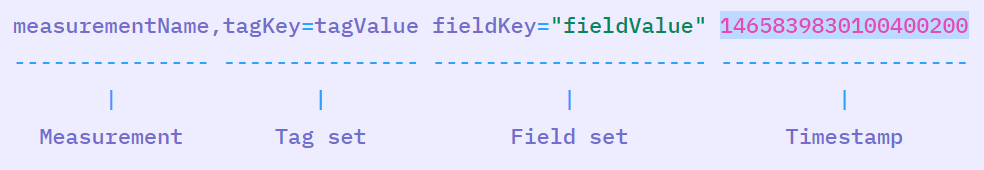 measurementName,tagKey=tagValue fieldKey="fieldValue" 1465839830100400200
--------------- --------------- --------------------- -------------------
| | | |
Measurement Tag set Field set Timestamp